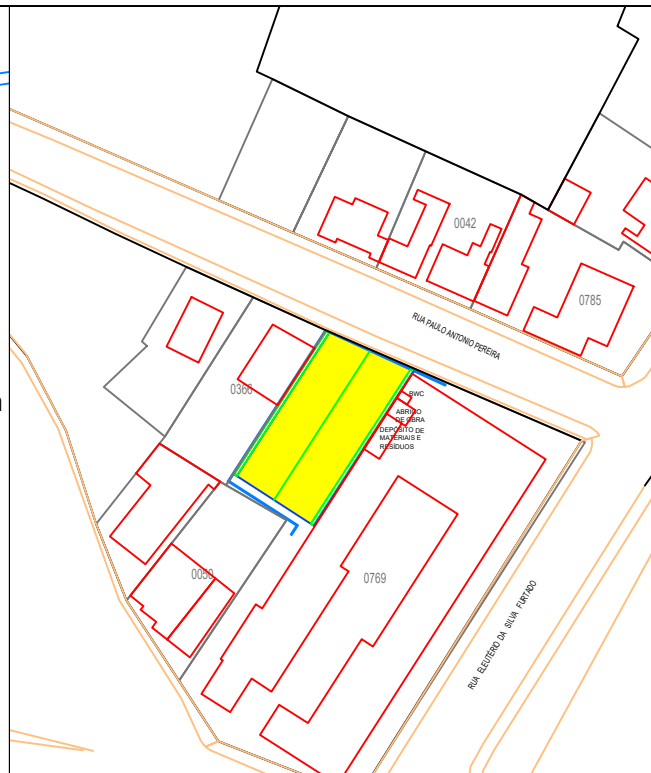 0042
0785
RUA PAULO ANTONIO PEREIRA
0366
BWC
ABRIGO
DE OBRA
DEPÓSITO DE
MATERIAIS E
RESÍDUOS
0050
0769
RUA ELEUTÉRIO DA SILVA FURTADO